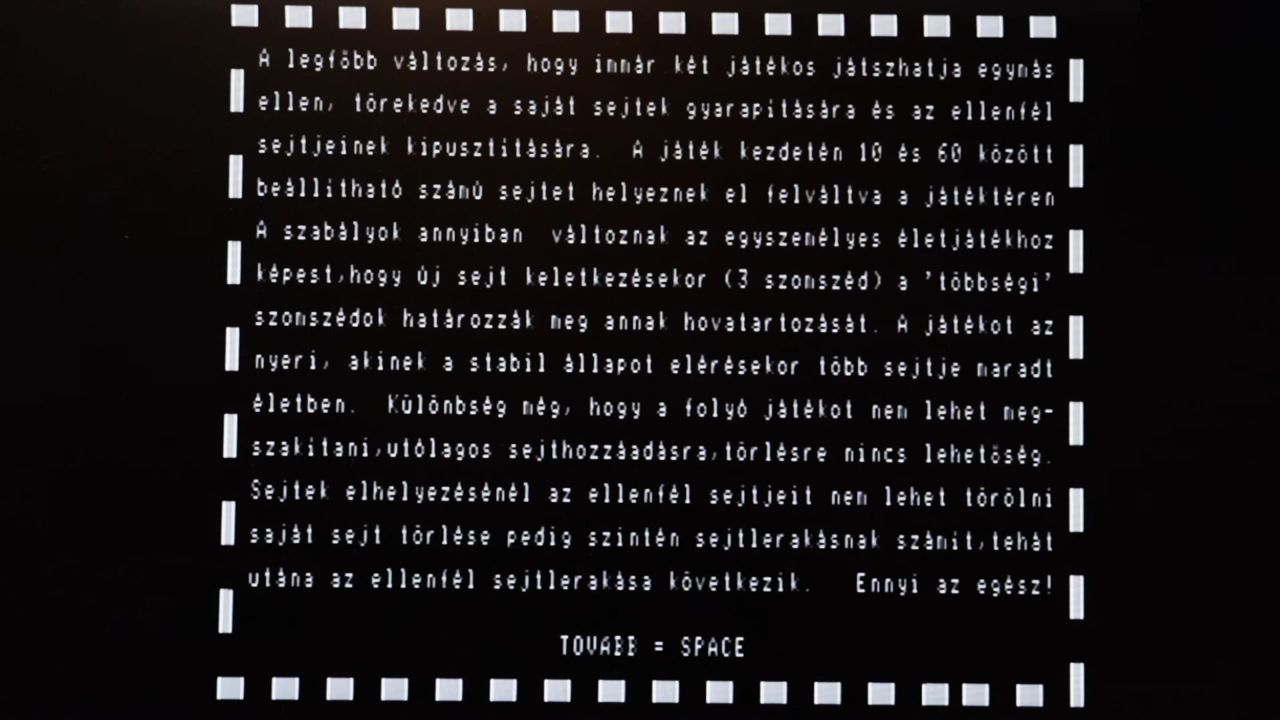 A legfőbb változás, hogy immár két játékos játszhatja egymás
ellen, törekedve a saját sejtek gyarapítására és az ellenfél
sejtjeinek kipusztítására.  A játék kezdetén 10 és 60 között
beállítható számú sejtet helyeznek el felváltva a játéktéren
A szabályok annyiban  változnak az egyszemélyes életjátékhoz
képest,hogy új sejt keletkezésekor (3 szomszéd) a 'többségi'
szomszédok határozzák meg annak hovatartozását. A játékot az
nyeri, akinek a stabil állapot elérésekor több sejtje maradt
életben.  Különbség még, hogy a folyó játékot nem lehet meg-
szakítani,utólagos sejthozzáadásra,törlésre nincs lehetőség.
Sejtek elhelyezésénél az ellenfél sejtjeit nem lehet törölni
saját sejt törlése pedig szintén sejtlerakásnak számit,tehát
utána az ellenfél sejtlerakása következik.   Ennyi az egész!
TOVABB = SPACE